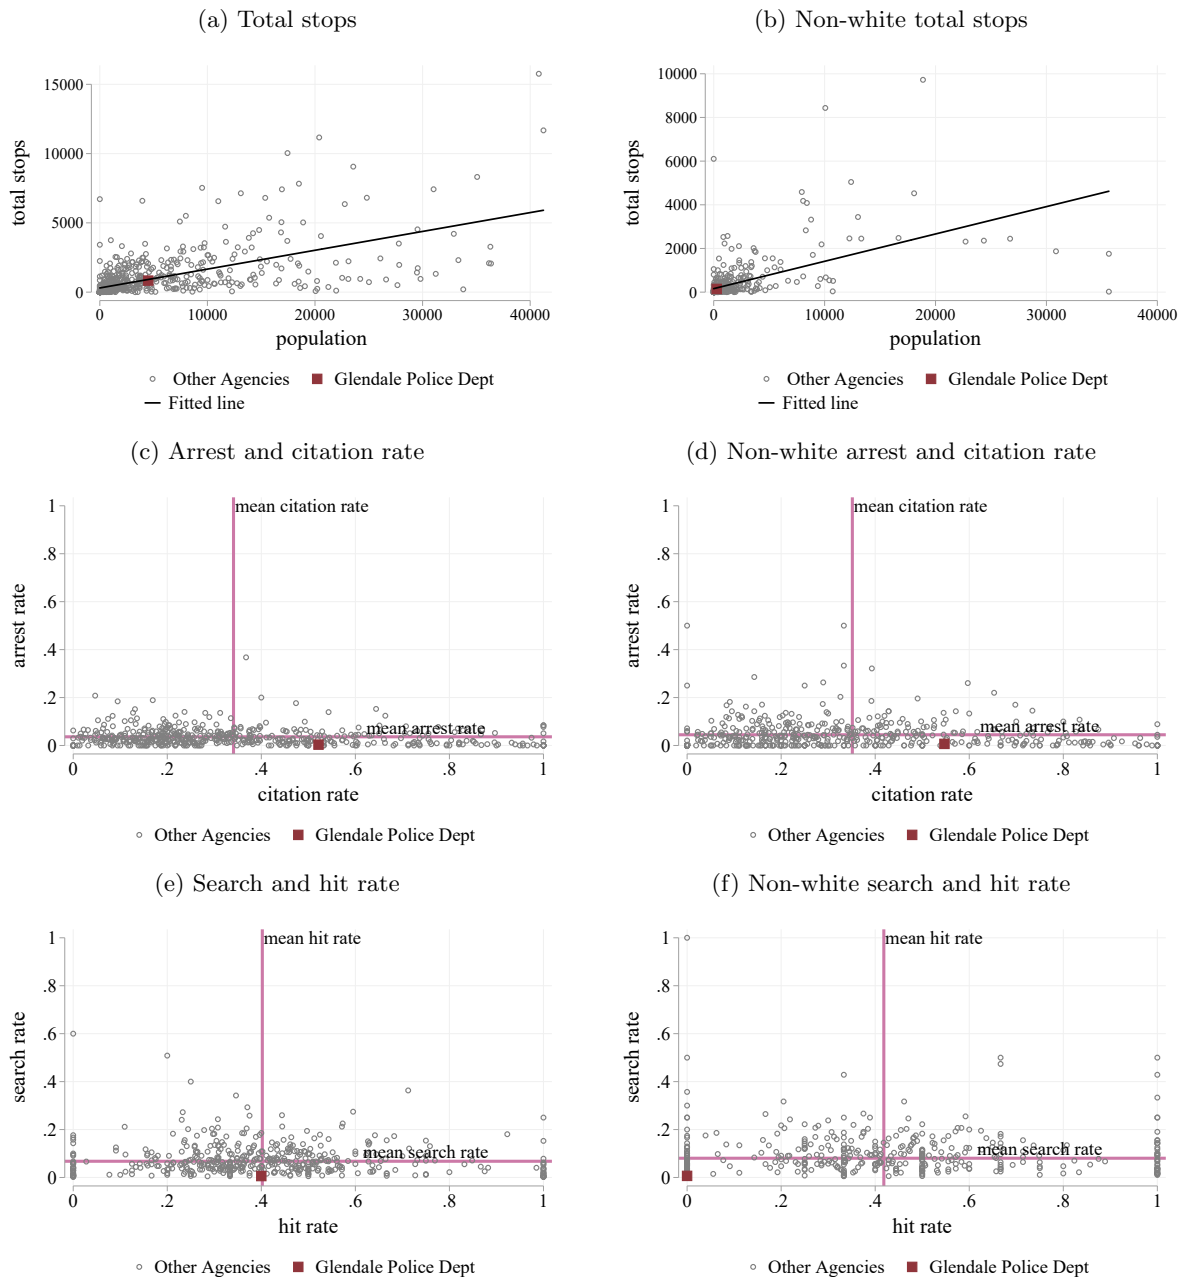 (a) Total stops
total stops
15000
10000
5000
0
0 10000 20000 30000 40000
population
Other Agencies Glendale Police Dept
Fitted line
(b) Non-white total stops
total stops
10000
8000
6000
4000
2000
0
0 10000 20000 30000 40000
population
Other Agencies Glendale Police Dept
Fitted line
(c) Arrest and citation rate
arrest rate
1
.8
.6
.4
.2
0
mean citation rate
mean arrest rate
0 .2 .4 .6 .8 1
citation rate
Other Agencies Glendale Police Dept
(d) Non-white arrest and citation rate
arrest rate
1
.8
.6
.4
.2
0
mean citation rate
mean arrest rate
0 .2 .4 .6 .8 1
citation rate
Other Agencies Glendale Police Dept
(e) Search and hit rate
search rate
1
.8
.6
.4
.2
0
mean hit rate
mean search rate
0 .2 .4 .6 .8 1
hit rate
Other Agencies Glendale Police Dept
(f) Non-white search and hit rate
search rate
1
.8
.6
.4
.2
0
mean hit rate
mean search rate
0 .2 .4 .6 .8 1
hit rate
Other Agencies Glendale Police Dept